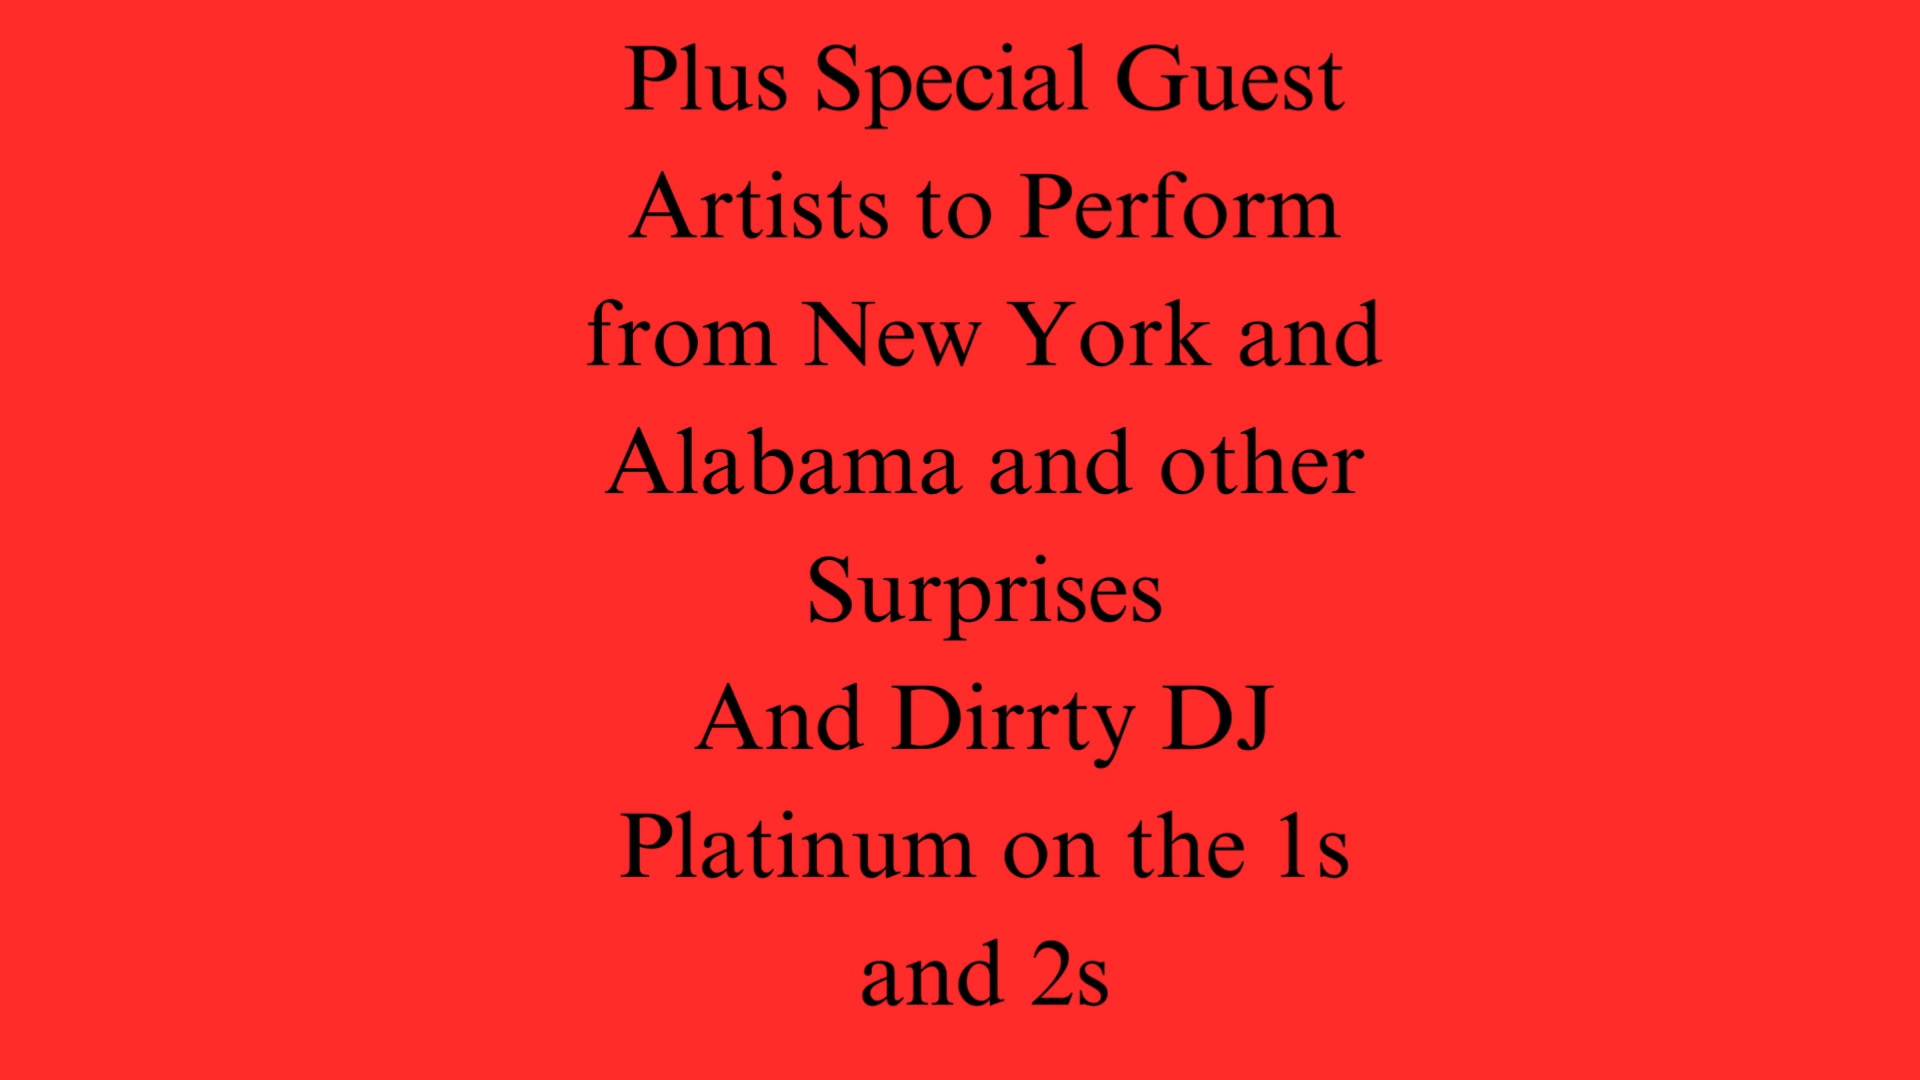 Plus Special Guest
Artists to Perform
from New York and
Alabama and other
Surprises
And Dirrty DJ
Platinum on the 1s
and 2s